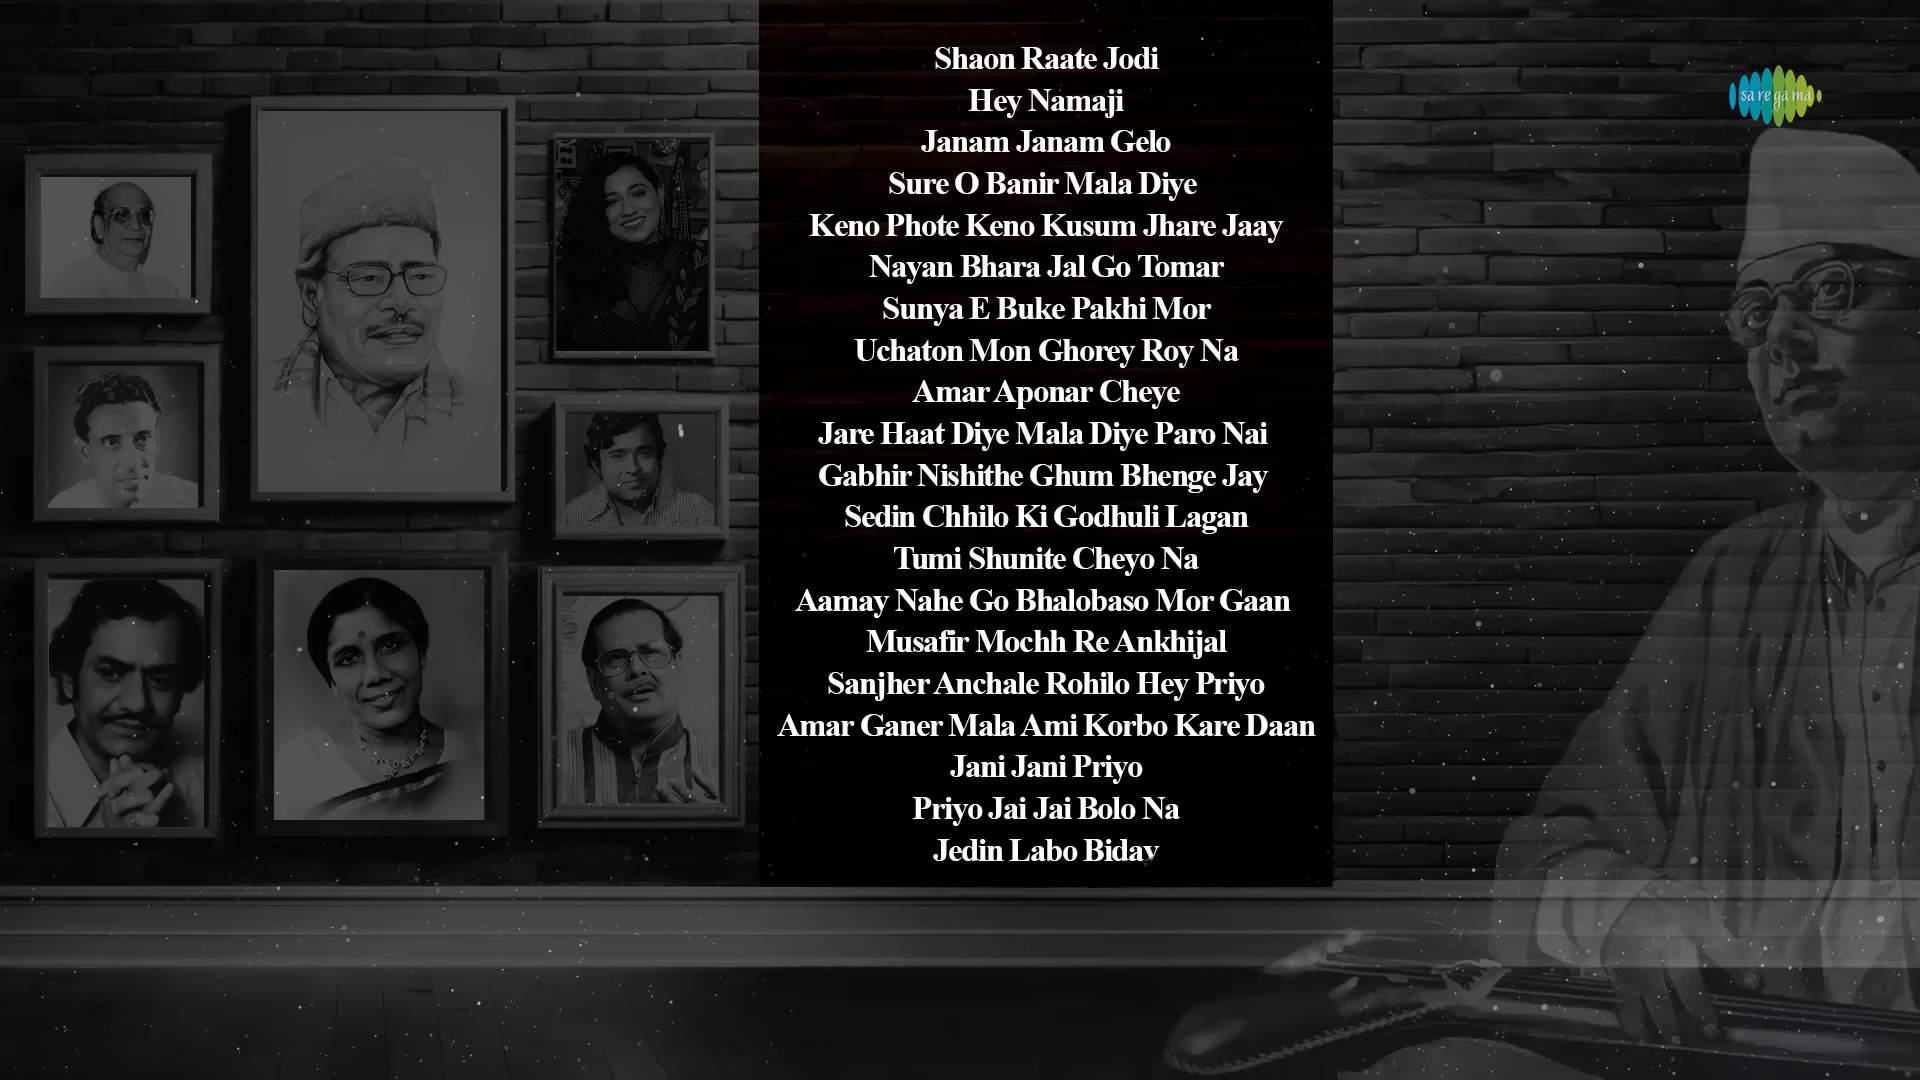 Shaon Raate Jodi
Hey Namaji
Janam Janam Gelo
Sure O Banir Mala Diye
Keno Phote Keno Kusum Jhare Jaay
Nayan Bhara Jal Go Tomar
Sunya E Buke Pakhi Mor
Uchaton Mon Ghorey Roy Na
Amar Aponar Cheye
Jare Haat Diye Mala Diye Paro Nai
Gabhir Nishithe Ghum Bhenge Jay
Sedin Chhilo Ki Godhuli Lagan
Tumi Shunite Cheyo Na
Aamay Nahe Go Bhalobaso Mor Gaan
Musafir Mochh Re Ankhijal
Sanjher Anchale Rohilo Hey Priyo
Amar Ganer Mala Ami Korbo Kare Daan
Jani Jani Priyo
Priyo Jai Jai Bolo Na
Jedin Labo Biday
sa re ga ma